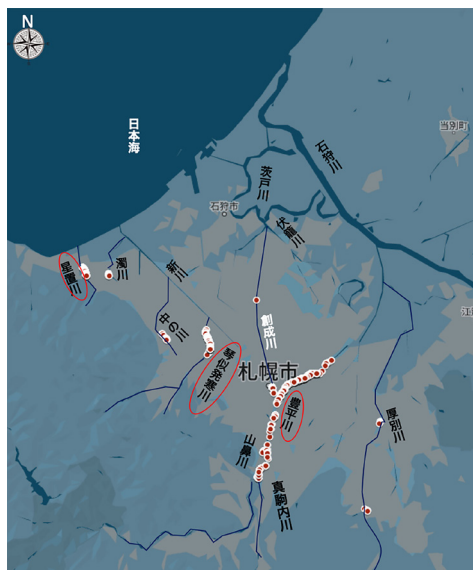 N
日本海
石狩川
当別町
茨戸川
石狩市
伏籠川
星置川
濁川
新川
中の川
創成川
琴似発寒川
札幌市
豊平川
厚別川
山鼻川
真駒内川